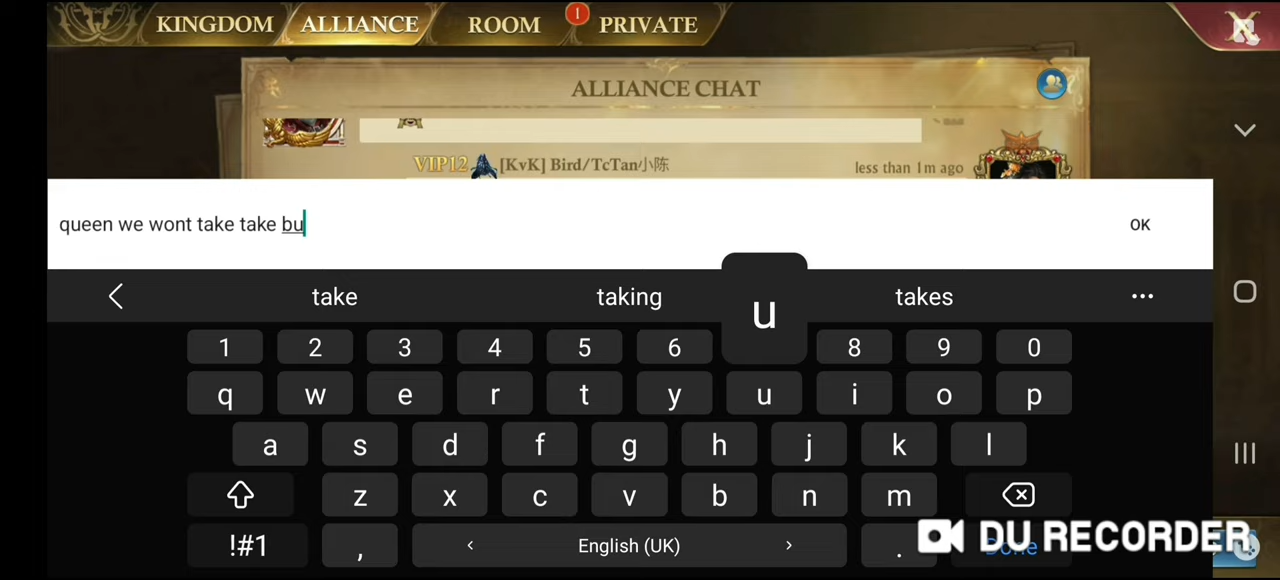 KINGDOM ALLIANCE ROOM ! PRIVATE
ALLIANCE CHAT
VIP12 [KvK] Bird/TcTan小陈 less than 1m ago
queen we wont take take bu OK
take taking takes
u
1 2 3 4 5 6 8 9 0
q w e r t y u i o p
a s d f g h j k l
z x c v b n m
!#1 , < English (UK) > . Done
DU RECORDER